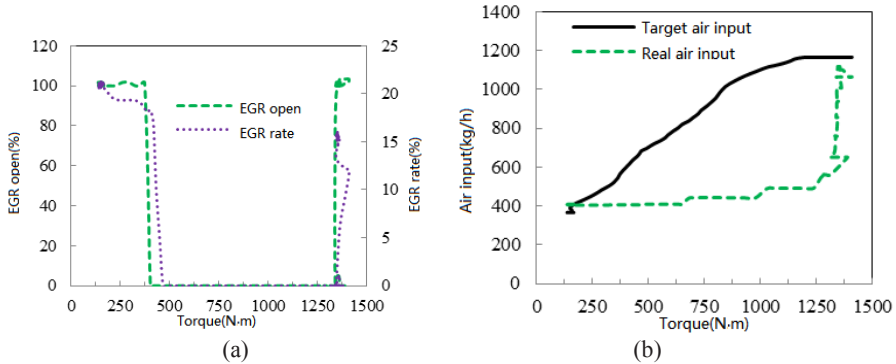 120
100
80
60
40
20
0
EGR open(%)
25
20
15
10
5
0
EGR rate(%)
EGR open
EGR rate
0 250 500 750 1000 1250 1500
Torque(N·m)
(a)
1400
1200
1000
800
600
400
200
0
Air input(kg/h)
Target air input
Real air input
0 250 500 750 1000 1250 1500
Torque(N·m)
(b)